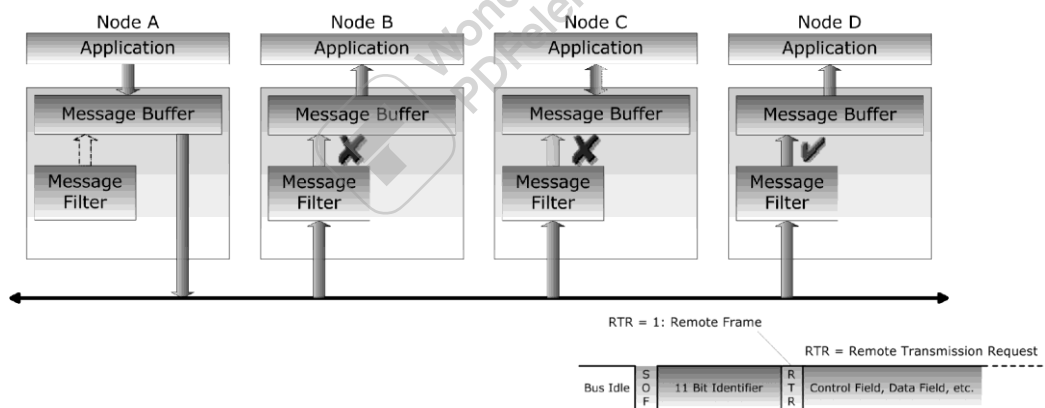 Node A
Node B
Node C
Node D
Application
Application
Application
Application
Message Buffer
Message Buffer
Message Buffer
Message Buffer
Message
Filter
Message
Filter
Message
Filter
Message
Filter
RTR = 1: Remote Frame
RTR = Remote Transmission Request
Bus Idle
SOF
11 Bit Identifier
RTR
Control Field, Data Field, etc.